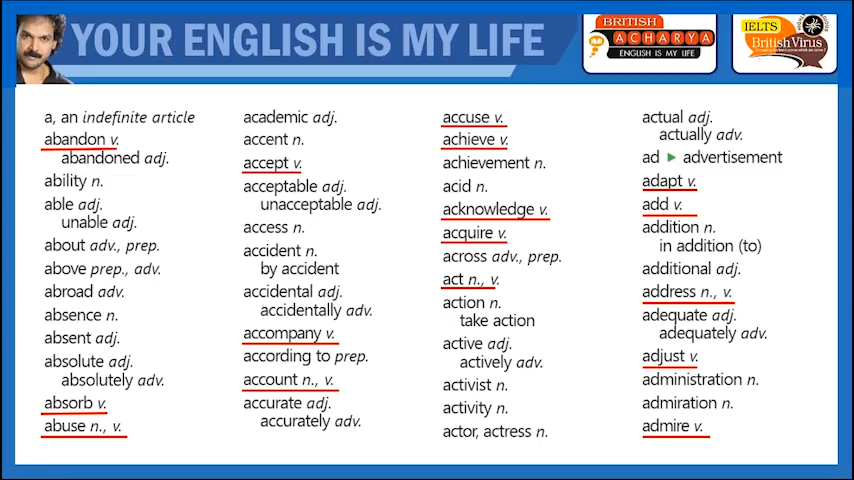 YOUR ENGLISH IS MY LIFE
BRITISH
ACHARYA
ENGLISH IS MY LIFE
IELTS
BritishVirus
a, an indefinite article
abandon v.
abandoned adj.
ability n.
able adj.
unable adj.
about adv., prep.
above prep., adv.
abroad adv.
absence n.
absent adj.
absolute adj.
absolutely adv.
absorb v.
abuse n., v.
academic adj.
accent n.
accept v.
acceptable adj.
unacceptable adj.
access n.
accident n.
by accident
accidental adj.
accidentally adv.
accompany v.
according to prep.
account n., v.
accurate adj.
accurately adv.
accuse v.
achieve v.
achievement n.
acid n.
acknowledge v.
acquire v.
across adv., prep.
act n., v.
action n.
take action
active adj.
actively adv.
activist n.
activity n.
actor, actress n.
actual adj.
actually adv.
ad ▶ advertisement
adapt v.
add v.
addition n.
in addition (to)
additional adj.
address n., v.
adequate adj.
adequately adv.
adjust v.
administration n.
admiration n.
admire v.